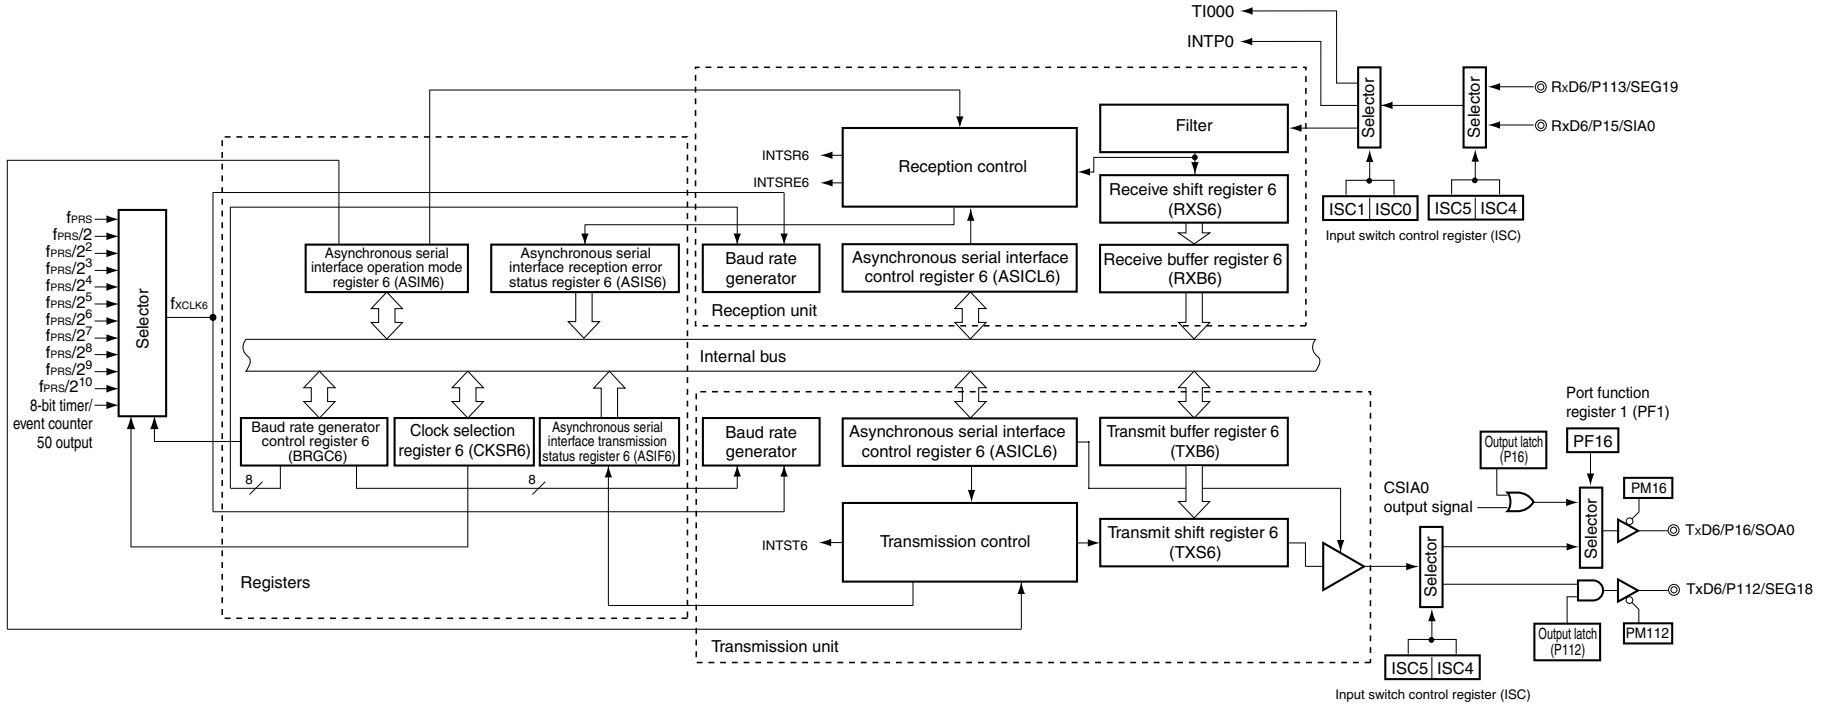 TI000
INTP0
Selector
Selector
RxD6/P113/SEG19
RxD6/P15/SIA0
ISC1 ISC0
ISC5 ISC4
Input switch control register (ISC)
Filter
Reception control
INTSR6
INTSRE6
Receive shift register 6
(RXS6)
Receive buffer register 6
(RXB6)
Asynchronous serial interface
control register 6 (ASICL6)
Baud rate
generator
Reception unit
Asynchronous serial
interface operation mode
register 6 (ASIM6)
Asynchronous serial
interface reception error
status register 6 (ASIS6)
fPRS
fPRS/2
fPRS/2²
fPRS/2³
fPRS/2⁴
fPRS/2⁵
fPRS/2⁶
fPRS/2⁷
fPRS/2⁸
fPRS/2⁹
fPRS/2¹⁰
8-bit timer/
event counter
50 output
Selector
fXCLK6
Internal bus
Baud rate generator
control register 6
(BRGC6)
Clock selection
register 6 (CKSR6)
Asynchronous serial
interface transmission
status register 6 (ASIF6)
8
8
Registers
Baud rate
generator
Asynchronous serial interface
control register 6 (ASICL6)
Transmit buffer register 6
(TXB6)
INTST6
Transmission control
Transmit shift register 6
(TXS6)
Transmission unit
Port function
register 1 (PF1)
Output latch
(P16)
PF16
CSIA0
output signal
Selector
PM16
TxD6/P16/SOA0
Selector
TxD6/P112/SEG18
Output latch
(P112)
PM112
ISC5 ISC4
Input switch control register (ISC)